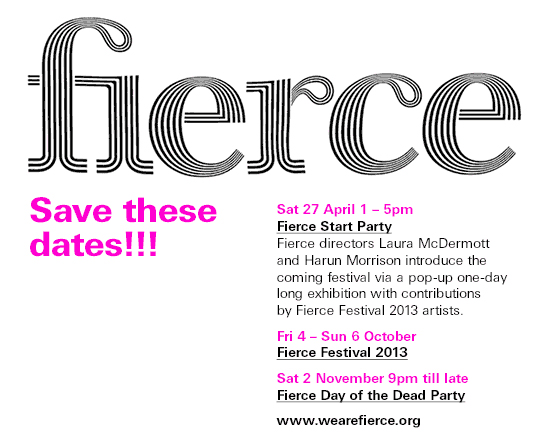 fierce
Save these
dates!!!
Sat 27 April 1 – 5pm
Fierce Start Party
Fierce directors Laura McDermott
and Harun Morrison introduce the
coming festival via a pop-up one-day
long exhibition with contributions
by Fierce Festival 2013 artists.
Fri 4 – Sun 6 October
Fierce Festival 2013
Sat 2 November 9pm till late
Fierce Day of the Dead Party
www.wearefierce.org